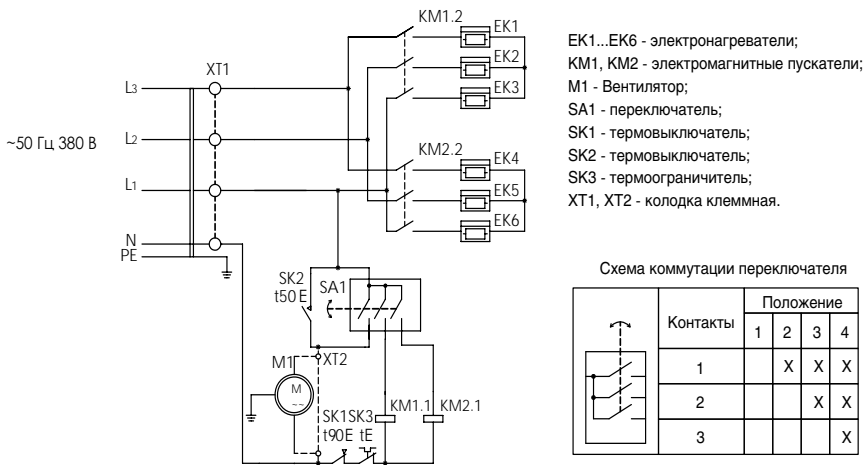 KM1.2
EK1
EK2
EK3
XT1
L3
L2
L1
N
PE
~50 Гц 380 В
KM2.2
EK4
EK5
EK6
SK2
t50 E
SA1
M1
XT2
M
~~
SK1SK3
t90E tE
KM1.1
KM2.1
EK1...EK6 - электронагреватели;
KM1, KM2 - электромагнитные пускатели;
M1 - Вентилятор;
SA1 - переключатель;
SK1 - термовыключатель;
SK2 - термовыключатель;
SK3 - термоограничитель;
XT1, XT2 - колодка клеммная.
Схема коммутации переключателя
Контакты
Положение
1 2 3 4
1 X X X
2 X X
3 X